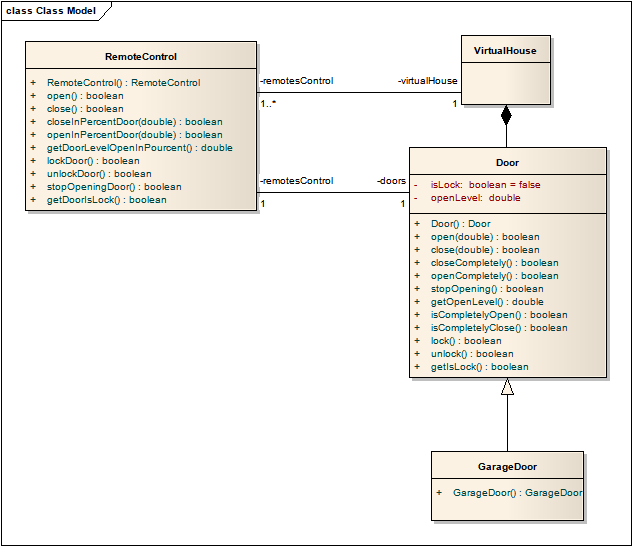 class Class Model
RemoteControl
+ RemoteControl() : RemoteControl
+ open() : boolean
+ close() : boolean
+ closeInPercentDoor(double) : boolean
+ openInPercentDoor(double) : boolean
+ getDoorLevelOpenInPourcent() : double
+ lockDoor() : boolean
+ unlockDoor() : boolean
+ stopOpeningDoor() : boolean
+ getDoorIsLock() : boolean
-remotesControl
-virtualHouse
1..*
1
VirtualHouse
-remotesControl
-doors
1
1
Door
- isLock: boolean = false
- openLevel: double
+ Door() : Door
+ open(double) : boolean
+ close(double) : boolean
+ closeCompletely() : boolean
+ openCompletely() : boolean
+ stopOpening() : boolean
+ getOpenLevel() : double
+ isCompletelyOpen() : boolean
+ isCompletelyClose() : boolean
+ lock() : boolean
+ unlock() : boolean
+ getIsLock() : boolean
GarageDoor
+ GarageDoor() : GarageDoor